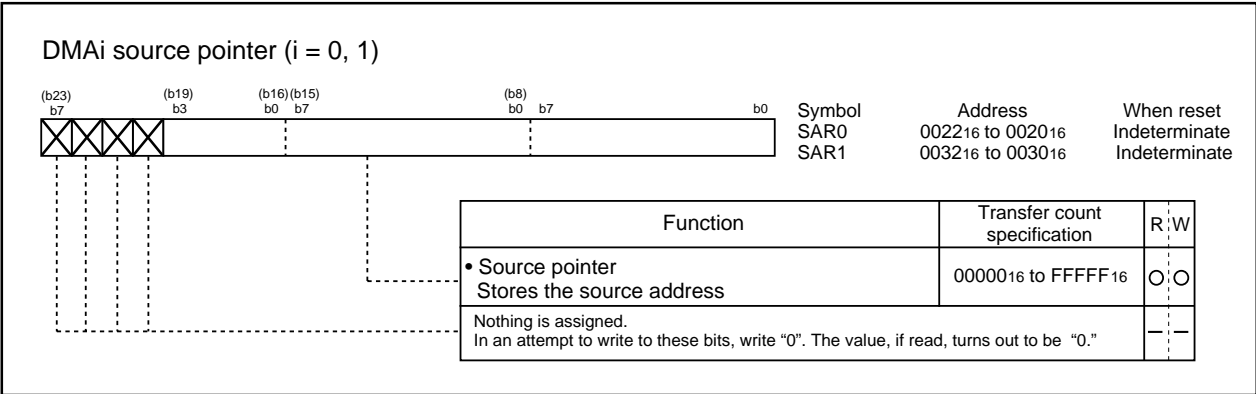 DMAi source pointer (i = 0, 1)
(b23) (b19) (b16)(b15) (b8)
b7 b3 b0 b7 b0 b7 b0
Symbol Address When reset
SAR0 002216 to 002016 Indeterminate
SAR1 003216 to 003016 Indeterminate
Function Transfer count specification R W
• Source pointer
Stores the source address
0000016 to FFFFF16
Nothing is assigned.
In an attempt to write to these bits, write “0”. The value, if read, turns out to be “0.”